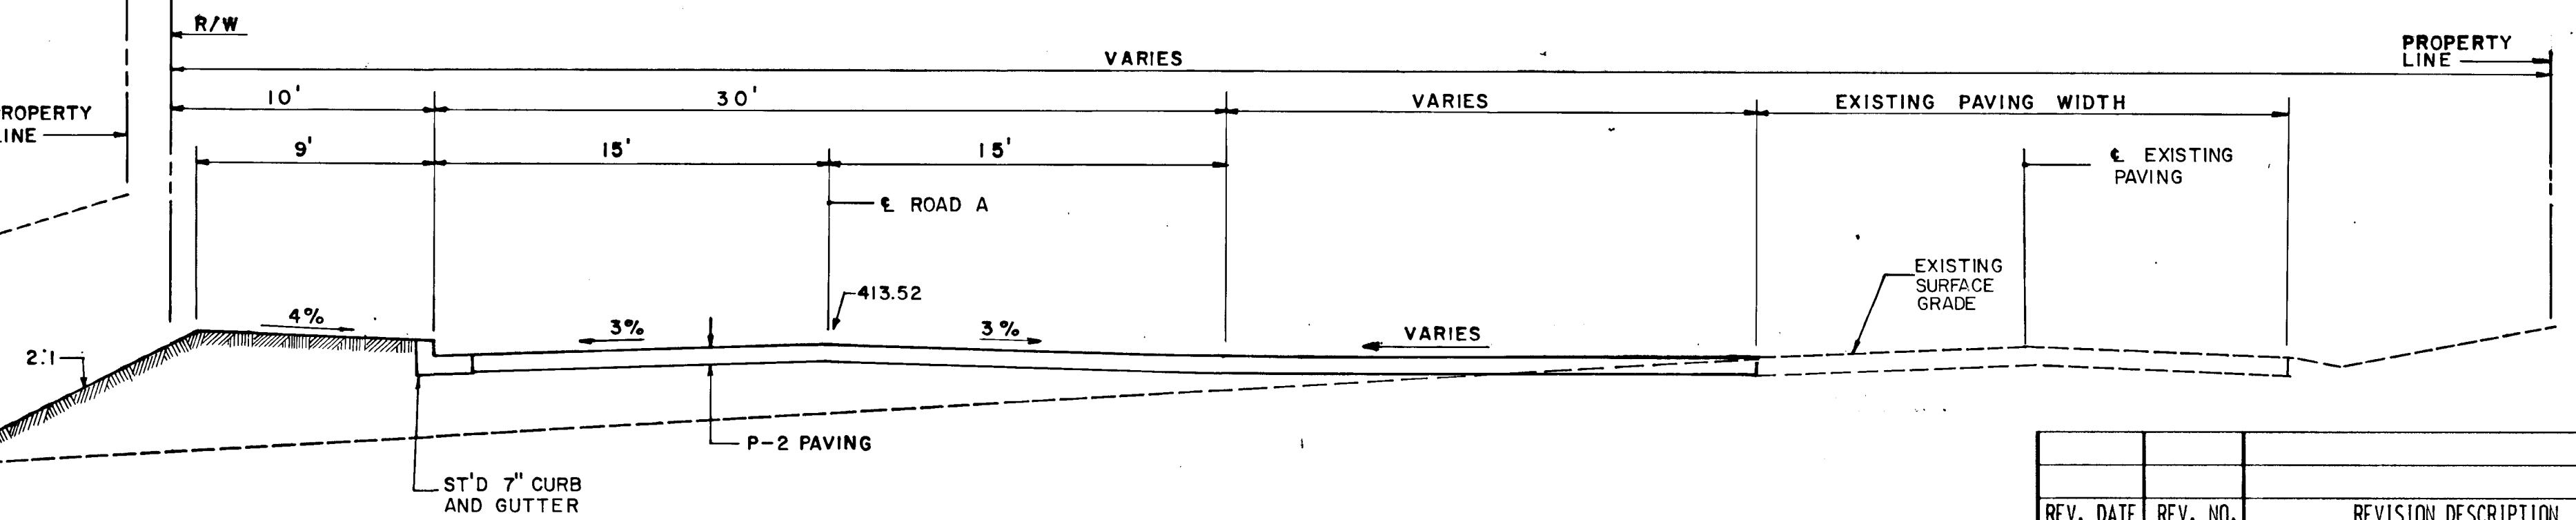 R/W
VARIES
PROPERTY
LINE
10'
30'
VARIES
EXISTING PAVING WIDTH
ROPERTY
INE
9'
15'
15'
℄ EXISTING
PAVING
℄ ROAD A
413.52
EXISTING
SURFACE
GRADE
4%
3%
3%
VARIES
2:1
P-2 PAVING
ST'D 7" CURB
AND GUTTER
REV. DATE
REV. NO.
REVISION DESCRIPTION